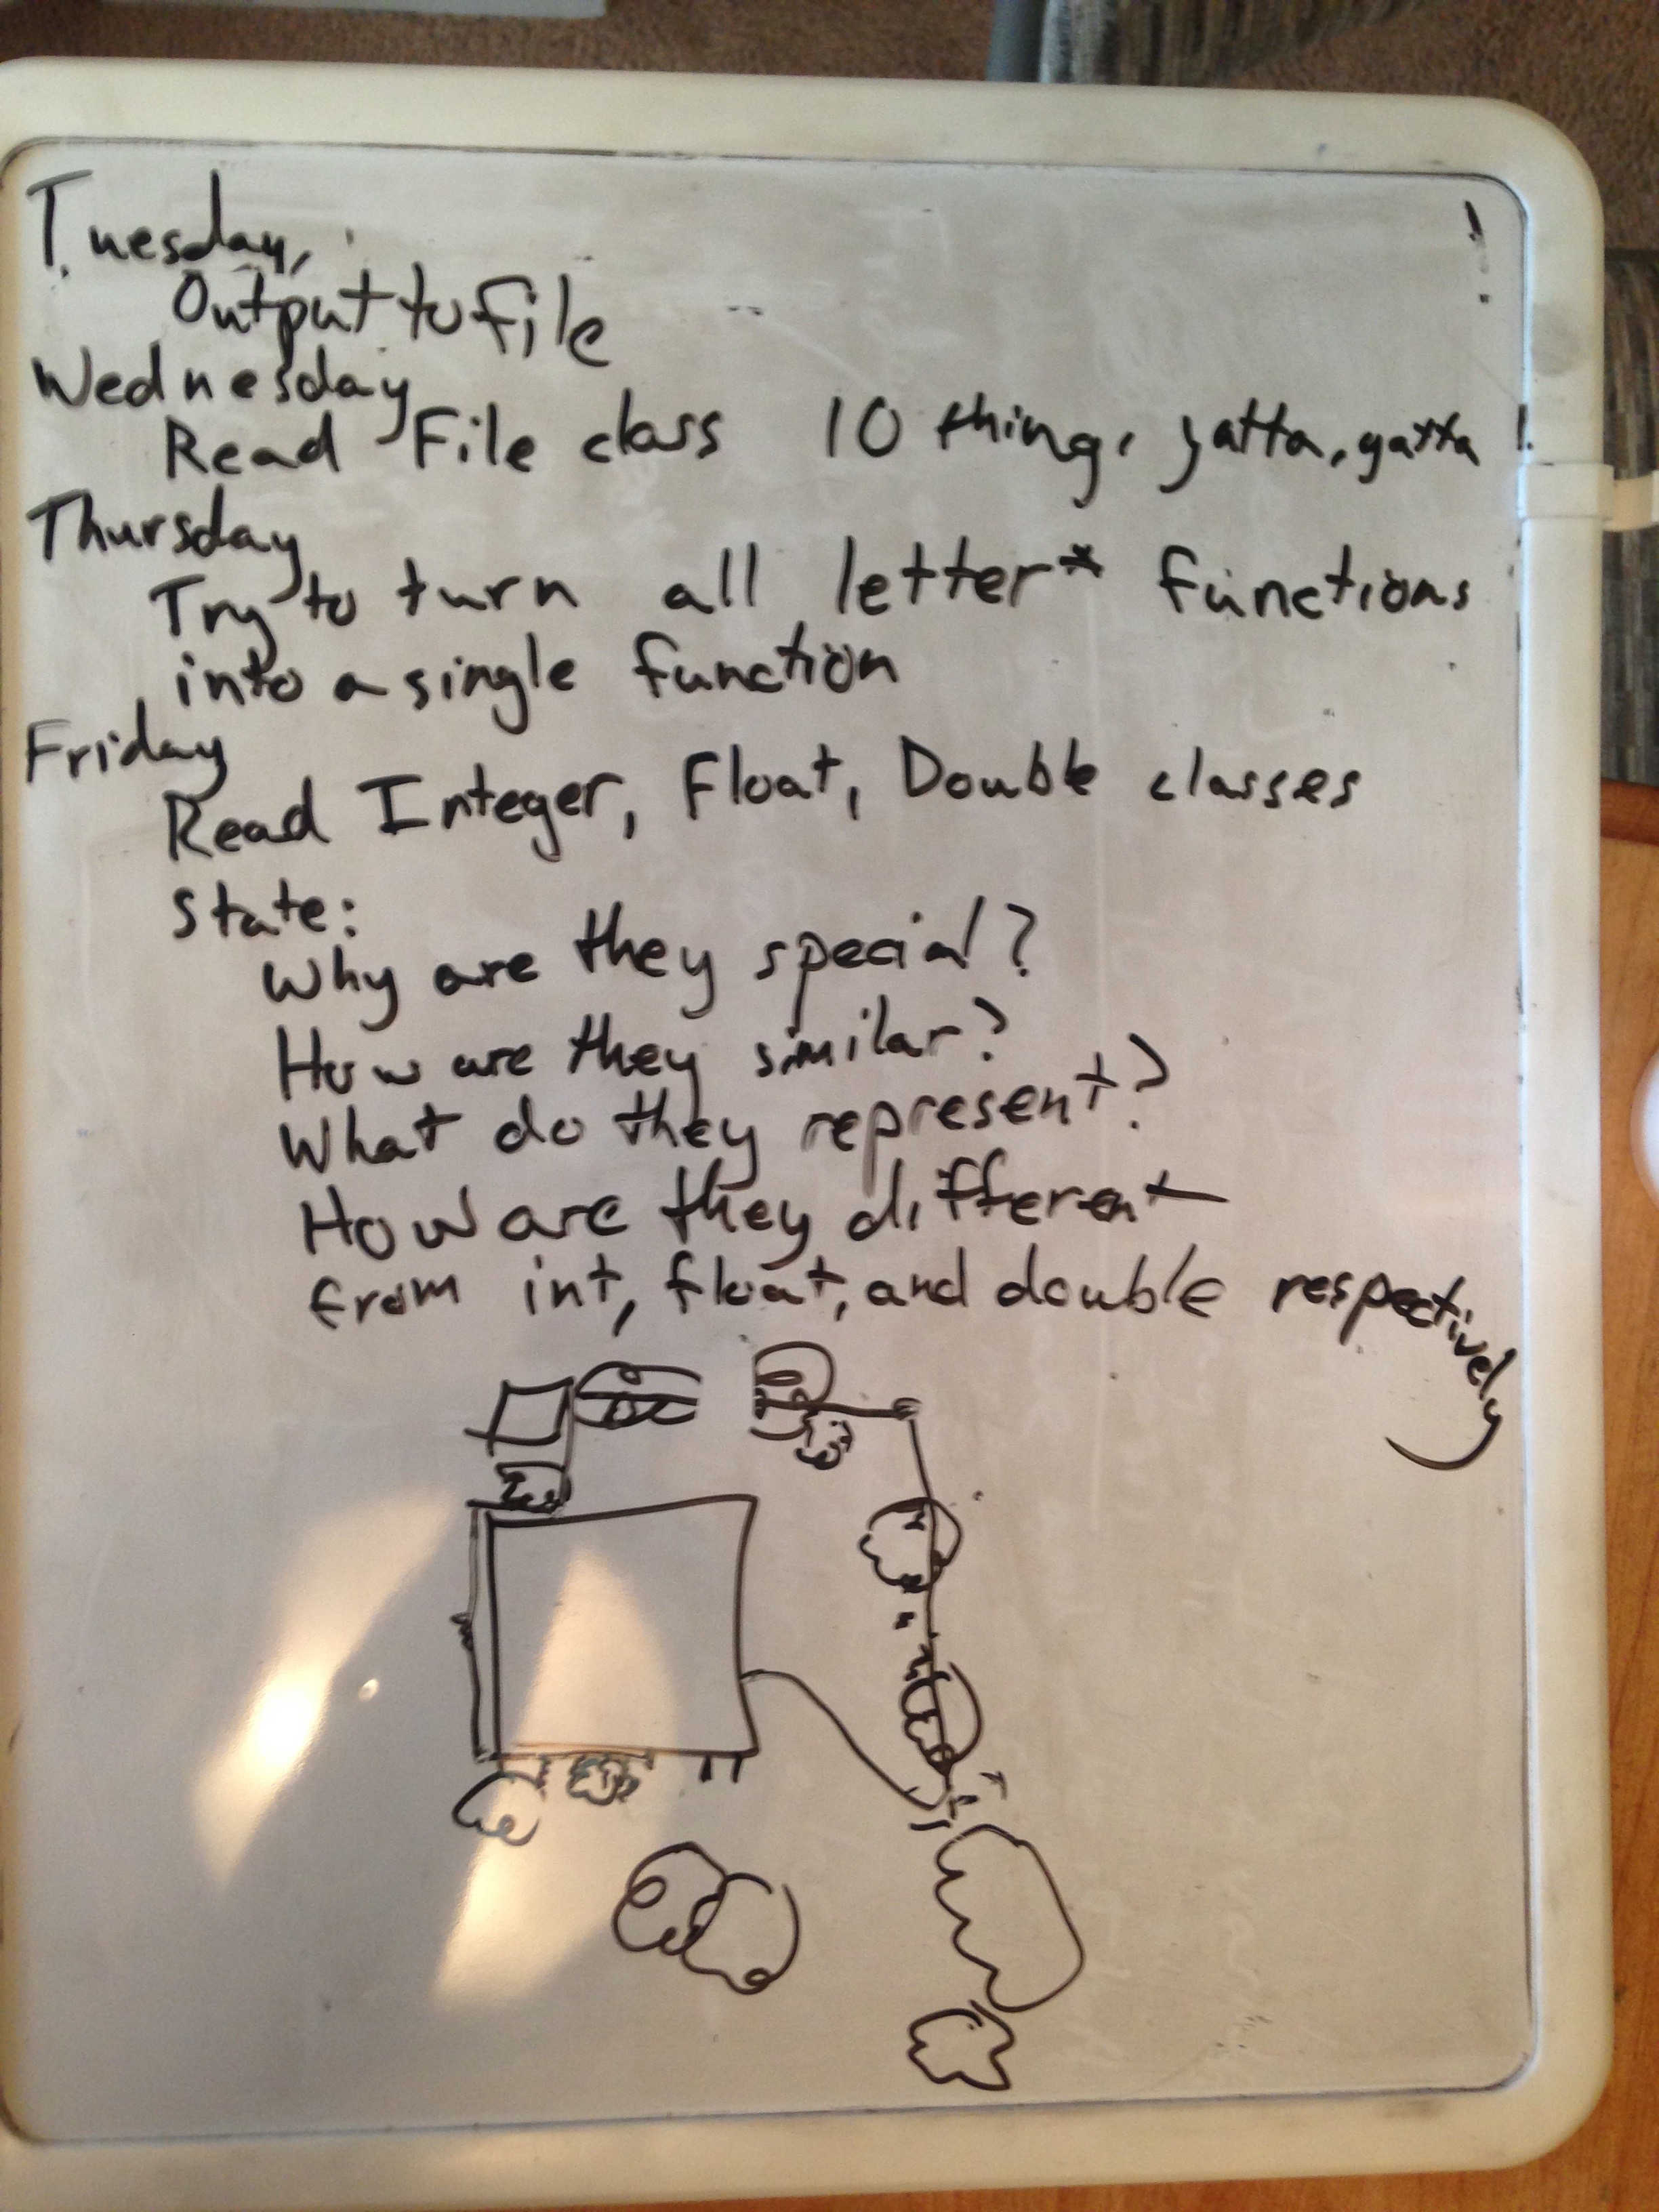 Tuesday,
Output to file
Wednesday
Read File class 10 thing, yatta, yatta !
Thursday
Try to turn all letter* functions
into a single function
Friday
Read Integer, Float, Double classes
State:
Why are they special?
How are they similar?
What do they represent?
How are they different
from int, float, and double respectively